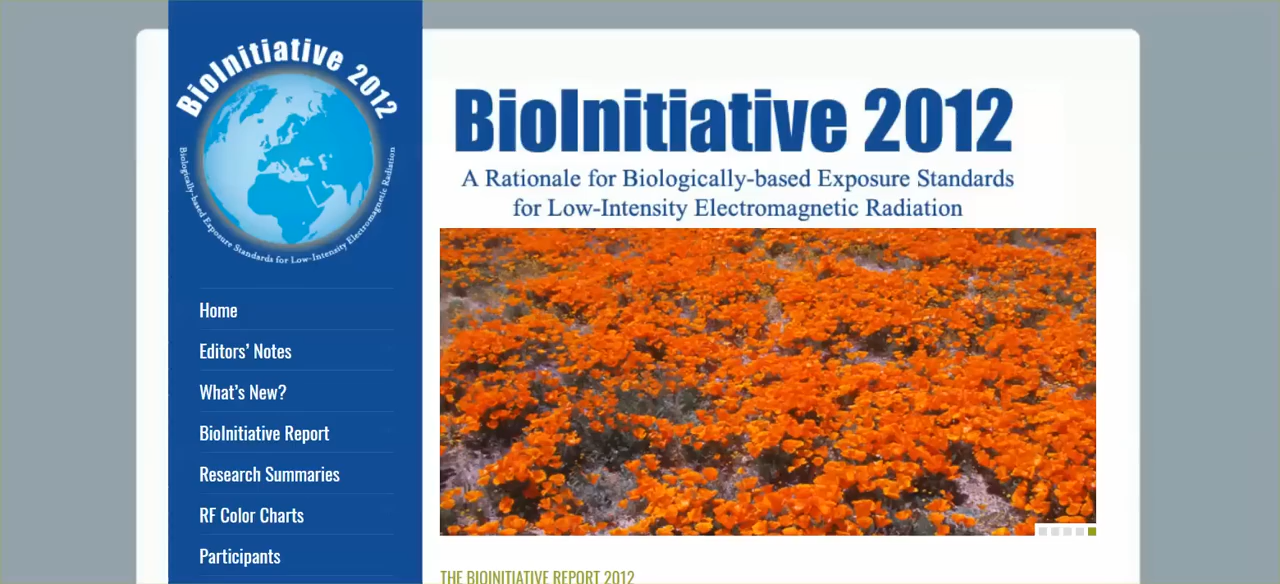 BioInitiative 2012
Biologically-based Exposure Standards for Low-Intensity Electromagnetic Radiation
Home
Editors’ Notes
What’s New?
BioInitiative Report
Research Summaries
RF Color Charts
Participants
BioInitiative 2012
A Rationale for Biologically-based Exposure Standards
for Low-Intensity Electromagnetic Radiation
THE BIOINITIATIVE REPORT 2012